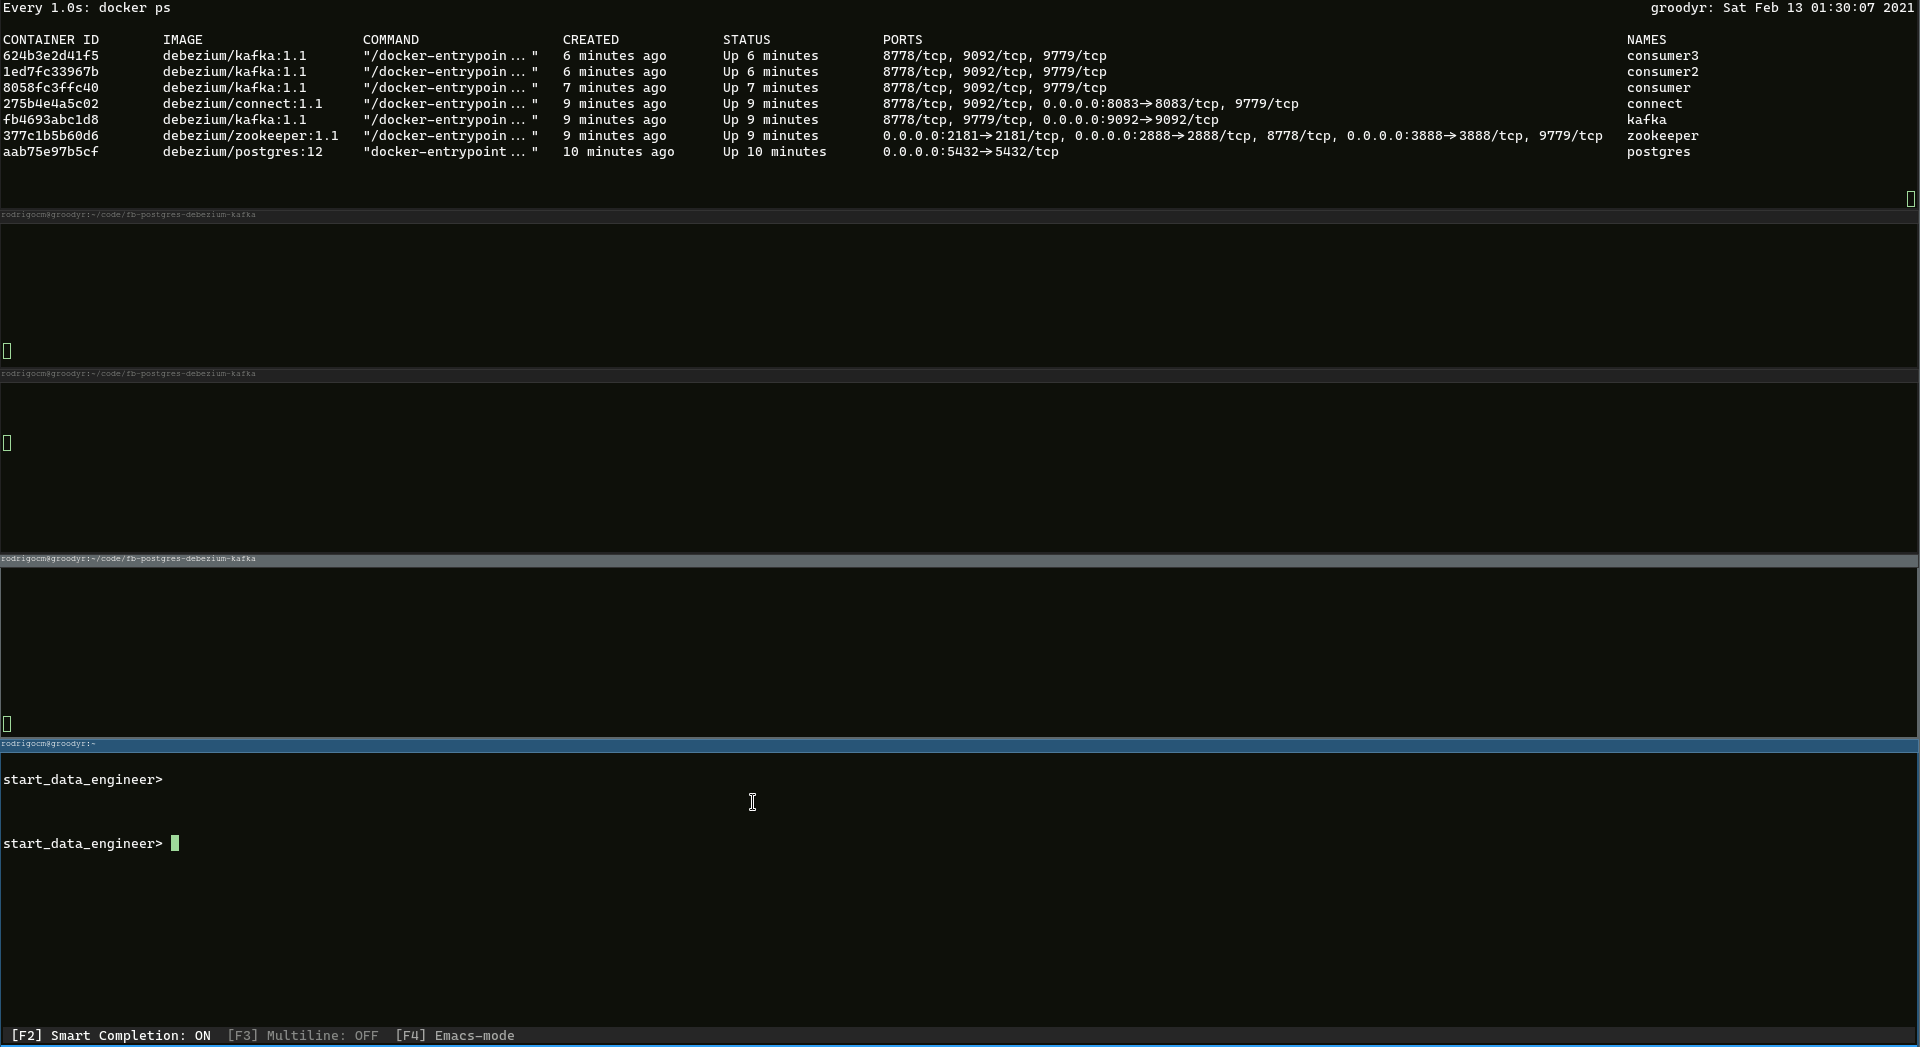 Every 1.0s: docker ps groodyr: Sat Feb 13 01:30:07 2021
CONTAINER ID IMAGE COMMAND CREATED STATUS PORTS NAMES
624b3e2d41f5 debezium/kafka:1.1 "/docker-entrypoin…" 6 minutes ago Up 6 minutes 8778/tcp, 9092/tcp, 9779/tcp consumer3
1ed7fc33967b debezium/kafka:1.1 "/docker-entrypoin…" 6 minutes ago Up 6 minutes 8778/tcp, 9092/tcp, 9779/tcp consumer2
8058fc3ffc40 debezium/kafka:1.1 "/docker-entrypoin…" 7 minutes ago Up 7 minutes 8778/tcp, 9092/tcp, 9779/tcp consumer
275b4e4a5c02 debezium/connect:1.1 "/docker-entrypoin…" 9 minutes ago Up 9 minutes 8778/tcp, 9092/tcp, 0.0.0.0:8083->8083/tcp, 9779/tcp connect
fb4693abc1d8 debezium/kafka:1.1 "/docker-entrypoin…" 9 minutes ago Up 9 minutes 8778/tcp, 9779/tcp, 0.0.0.0:9092->9092/tcp kafka
377c1b5b60d6 debezium/zookeeper:1.1 "/docker-entrypoin…" 9 minutes ago Up 9 minutes 0.0.0.0:2181->2181/tcp, 0.0.0.0:2888->2888/tcp, 8778/tcp, 0.0.0.0:3888->3888/tcp, 9779/tcp zookeeper
aab75e97b5cf debezium/postgres:12 "docker-entrypoint…" 10 minutes ago Up 10 minutes 0.0.0.0:5432->5432/tcp postgres
rodrigocm@groodyr:~/code/fb-postgres-debezium-kafka
rodrigocm@groodyr:~/code/fb-postgres-debezium-kafka
rodrigocm@groodyr:~/code/fb-postgres-debezium-kafka
rodrigocm@groodyr:~
start_data_engineer>
start_data_engineer>
[F2] Smart Completion: ON [F3] Multiline: OFF [F4] Emacs-mode